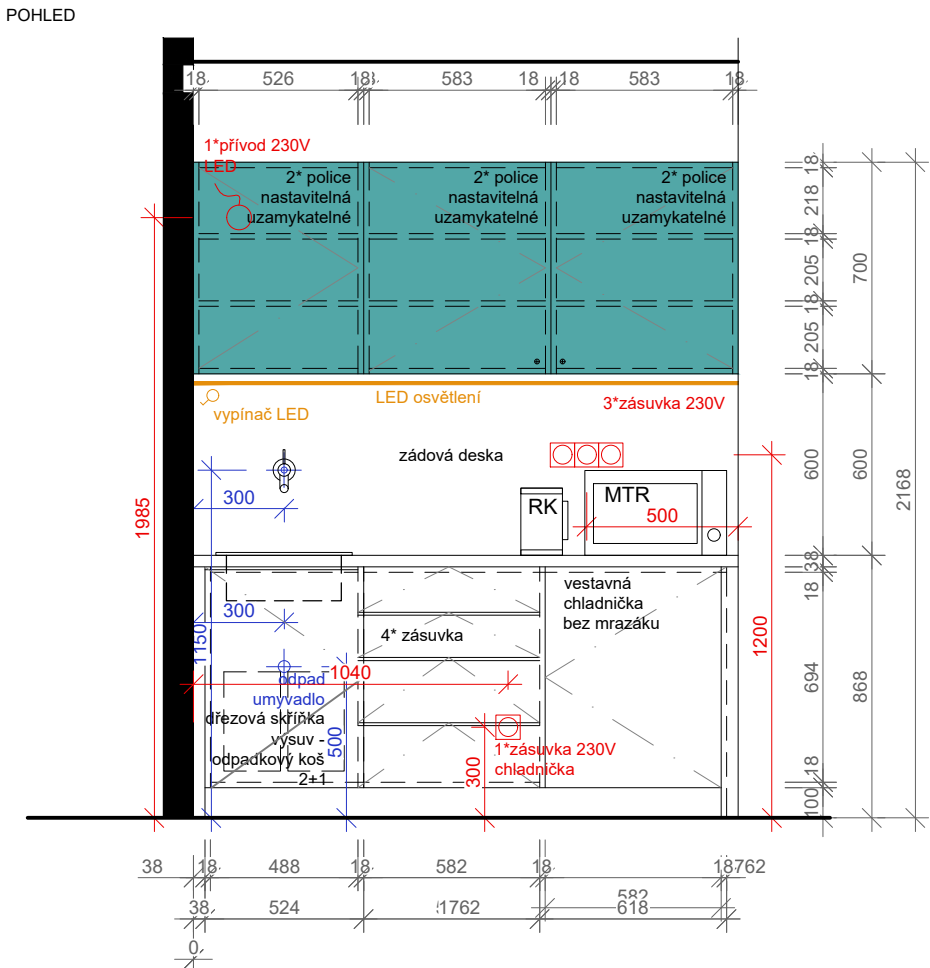 POHLED
18 526 18 583 18 18 583 18
1*přívod 230V
LED
2* police
nastavitelná
uzamykatelné
2* police
nastavitelná
uzamykatelné
2* police
nastavitelná
uzamykatelné
18
218
18
205
18
205
18
700
LED osvětlení
vypínač LED
3*zásuvka 230V
zádová deska
600
600
2168
1985
300
RK
MTR
500
38
18
vestavná
chladnička
bez mrazáku
300
1150
4* zásuvka
1200
1040
odpad
umyvadlo
694
868
dřezová skříňka
výsuv -
odpadkový koš
2+1
500
1*zásuvka 230V
chladnička
300
18
100
38 18 488 18 582 18 18 762
582
38 524 1762 618
0